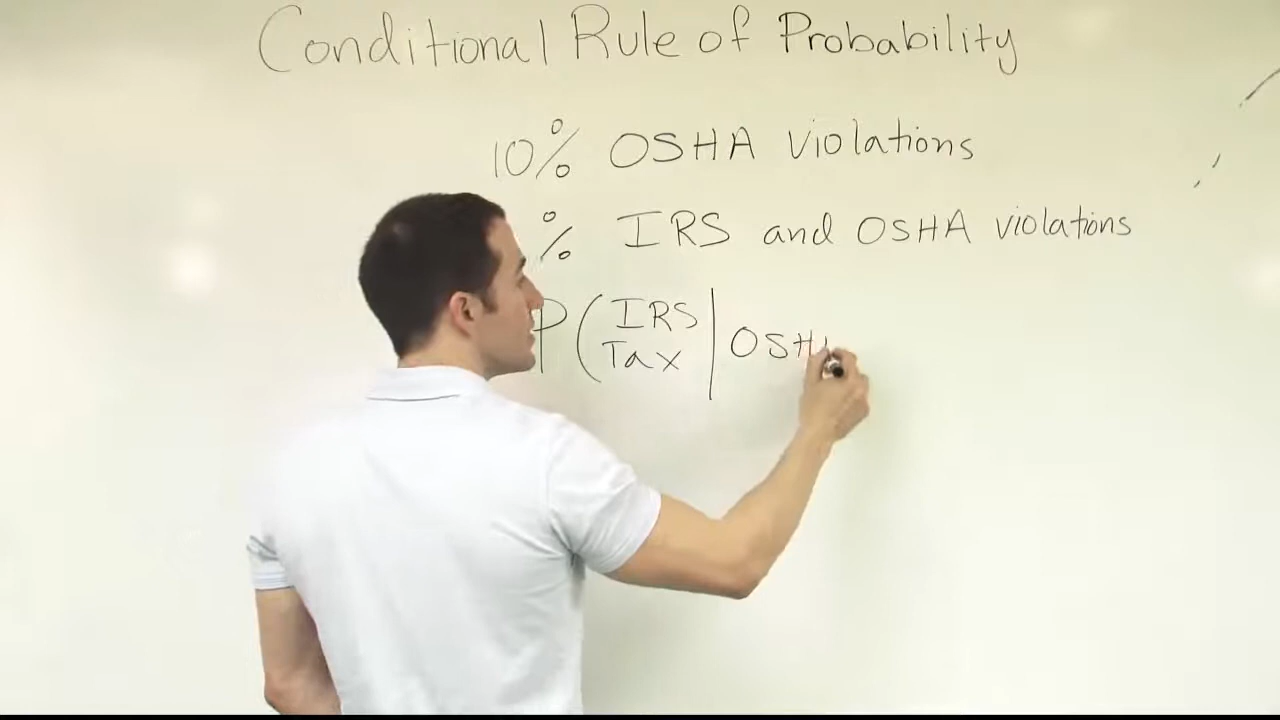 Conditional Rule of Probability
10% OSHA violations
% IRS and OSHA violations
P(IRS Tax | OSH